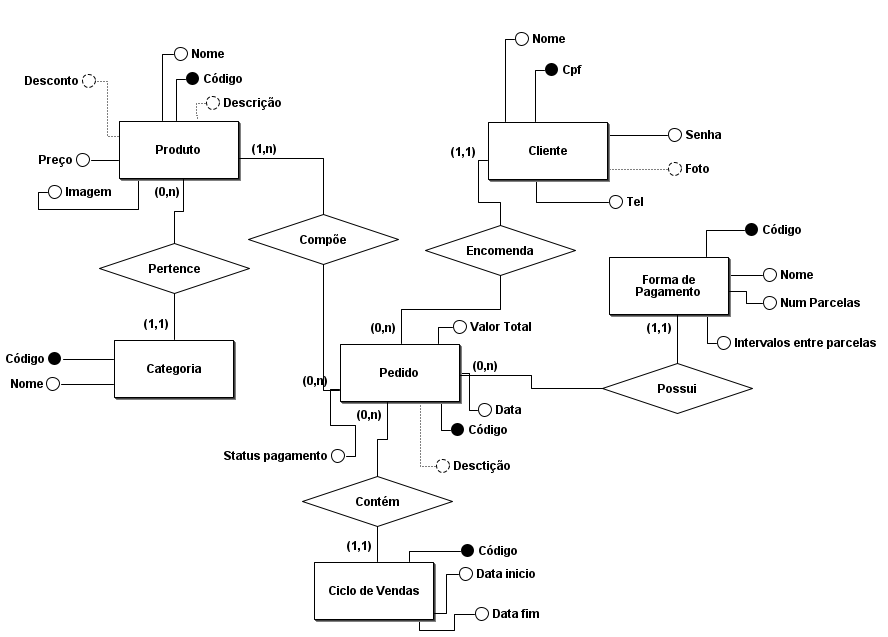 Nome
Nome
Código
Cpf
Desconto
Descrição
Senha
Produto
(1,n)
(1,1)
Cliente
Preço
Foto
Imagem
(0,n)
Tel
Código
Compõe
Encomenda
Pertence
Forma de
Pagamento
Nome
Num Parcelas
(1,1)
(0,n)
Valor Total
(1,1)
Intervalos entre parcelas
Código
Nome
Categoria
Pedido
(0,n)
(0,n)
Possui
(0,n)
Data
Código
Status pagamento
Desctição
Contém
(1,1)
Código
Data inicio
Ciclo de Vendas
Data fim